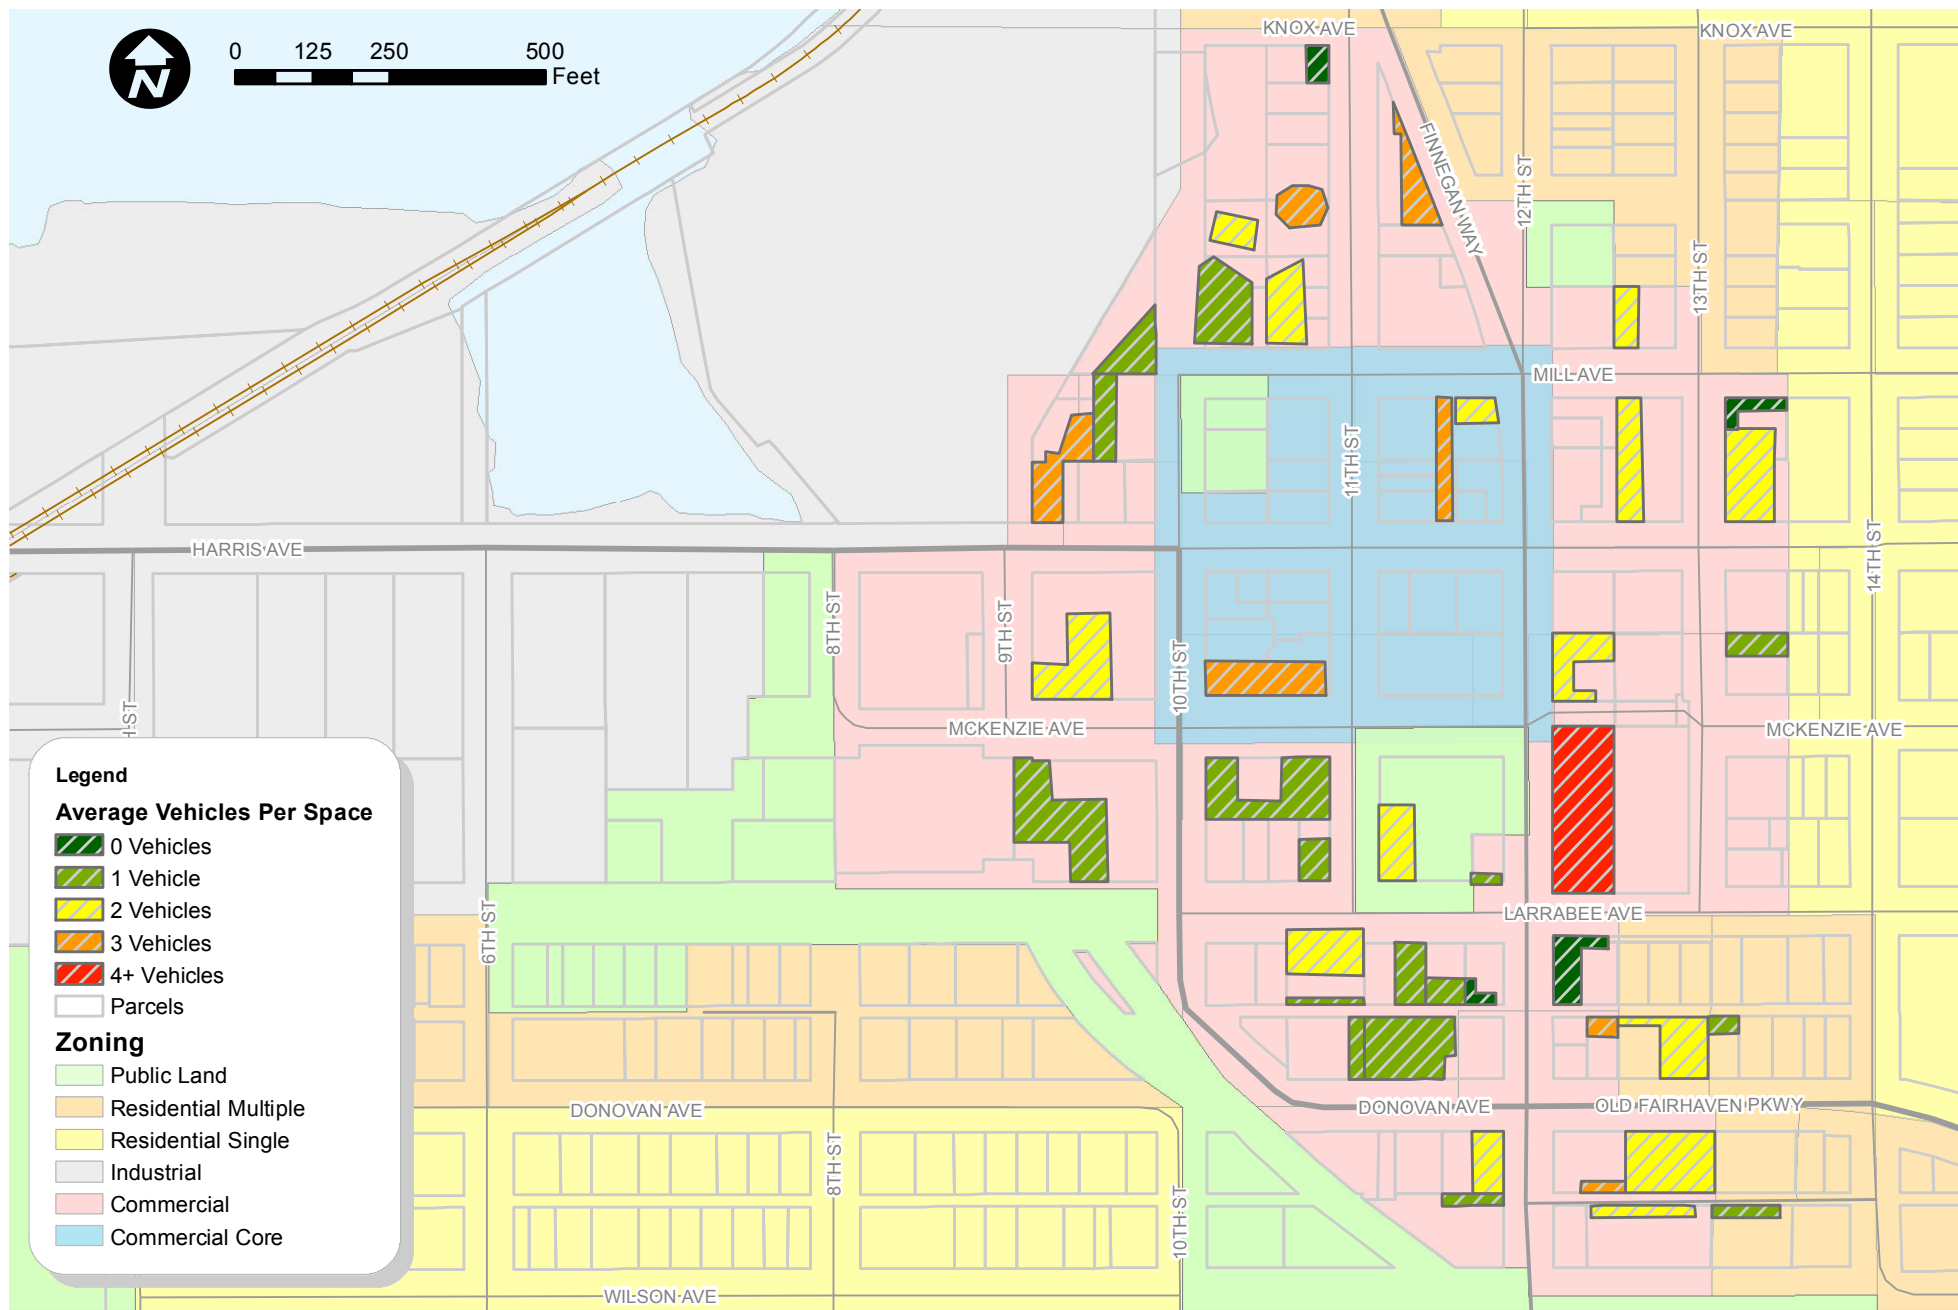 KNOX AVE
KNOX AVE
0 125 250 500
Feet
N
FINNEGAN WAY
12TH ST
13TH ST
MILL AVE
11TH ST
HARRIS AVE
14TH ST
8TH ST
9TH ST
10TH ST
MCKENZIE AVE
MCKENZIE AVE
LARRABEE AVE
6TH ST
DONOVAN AVE
DONOVAN AVE
OLD FAIRHAVEN PKWY
8TH ST
10TH ST
WILSON AVE
Legend
Average Vehicles Per Space
0 Vehicles
1 Vehicle
2 Vehicles
3 Vehicles
4+ Vehicles
Parcels
Zoning
Public Land
Residential Multiple
Residential Single
Industrial
Commercial
Commercial Core